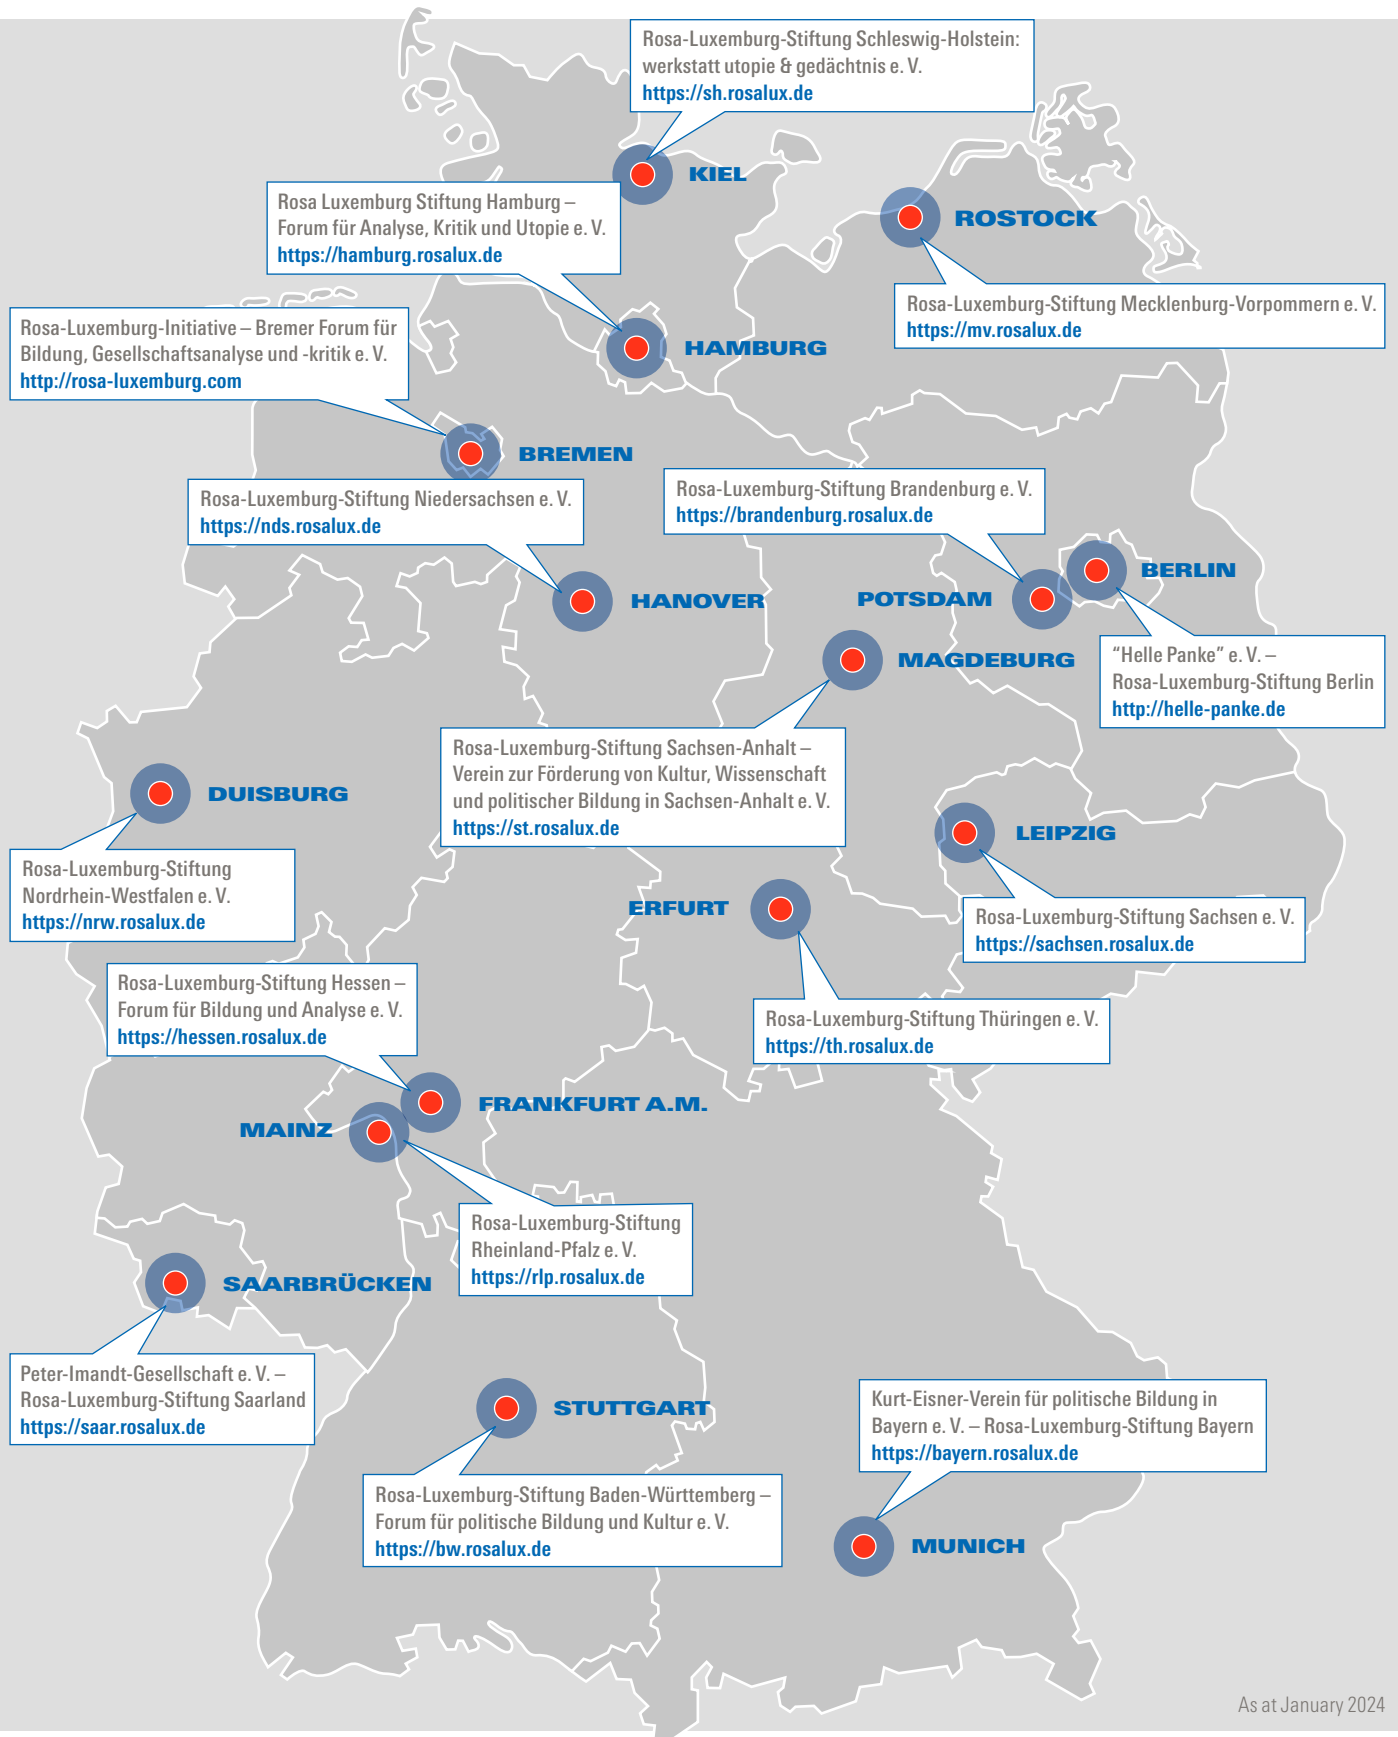 Rosa-Luxemburg-Stiftung Schleswig-Holstein:
werkstatt utopie & gedächtnis e. V.
https://sh.rosalux.de
KIEL
Rosa Luxemburg Stiftung Hamburg –
Forum für Analyse, Kritik und Utopie e. V.
https://hamburg.rosalux.de
ROSTOCK
Rosa-Luxemburg-Stiftung Mecklenburg-Vorpommern e. V.
https://mv.rosalux.de
Rosa-Luxemburg-Initiative – Bremer Forum für
Bildung, Gesellschaftsanalyse und -kritik e. V.
http://rosa-luxemburg.com
HAMBURG
BREMEN
Rosa-Luxemburg-Stiftung Niedersachsen e. V.
https://nds.rosalux.de
Rosa-Luxemburg-Stiftung Brandenburg e. V.
https://brandenburg.rosalux.de
BERLIN
HANOVER
POTSDAM
MAGDEBURG
“Helle Panke” e. V. –
Rosa-Luxemburg-Stiftung Berlin
http://helle-panke.de
Rosa-Luxemburg-Stiftung Sachsen-Anhalt –
Verein zur Förderung von Kultur, Wissenschaft
und politischer Bildung in Sachsen-Anhalt e. V.
https://st.rosalux.de
DUISBURG
LEIPZIG
Rosa-Luxemburg-Stiftung
Nordrhein-Westfalen e. V.
https://nrw.rosalux.de
ERFURT
Rosa-Luxemburg-Stiftung Sachsen e. V.
https://sachsen.rosalux.de
Rosa-Luxemburg-Stiftung Hessen –
Forum für Bildung und Analyse e. V.
https://hessen.rosalux.de
Rosa-Luxemburg-Stiftung Thüringen e. V.
https://th.rosalux.de
FRANKFURT A.M.
MAINZ
Rosa-Luxemburg-Stiftung
Rheinland-Pfalz e. V.
https://rlp.rosalux.de
SAARBRÜCKEN
Peter-Imandt-Gesellschaft e. V. –
Rosa-Luxemburg-Stiftung Saarland
https://saar.rosalux.de
STUTTGART
Kurt-Eisner-Verein für politische Bildung in
Bayern e. V. – Rosa-Luxemburg-Stiftung Bayern
https://bayern.rosalux.de
Rosa-Luxemburg-Stiftung Baden-Württemberg –
Forum für politische Bildung und Kultur e. V.
https://bw.rosalux.de
MUNICH
As at January 2024